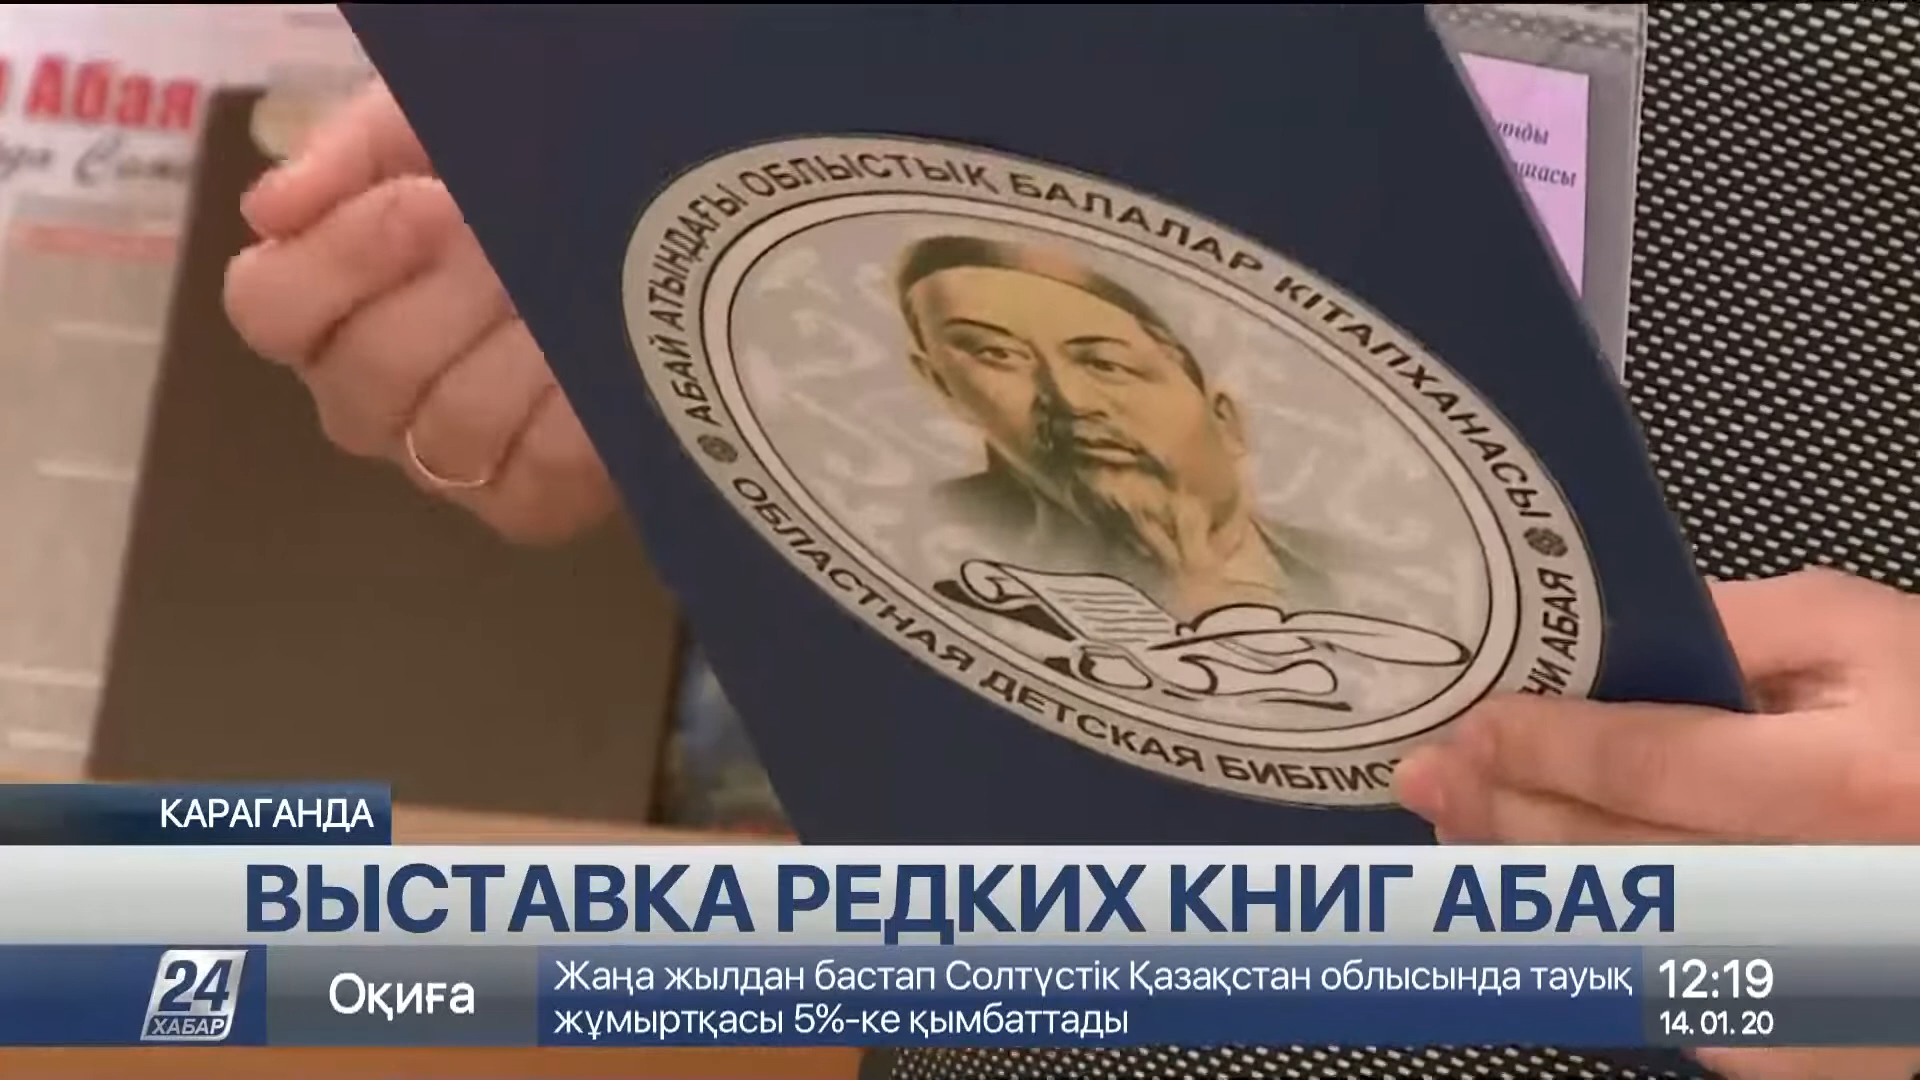 Абая
АБАЙ АТЫНДАҒЫ ОБЛЫСТЫҚ БАЛАЛАР КІТАПХАНАСЫ
ОБЛАСТНАЯ ДЕТСКАЯ
АБАЯ
КАРАГАНДА
ВЫСТАВКА РЕДКИХ КНИГ АБАЯ
24
ХАБАР
Оқиға
Жаңа жылдан бастап Солтүстік Қазақстан облысында тауық
жұмыртқасы 5%-ке қымбаттады
12:19
14. 01. 20